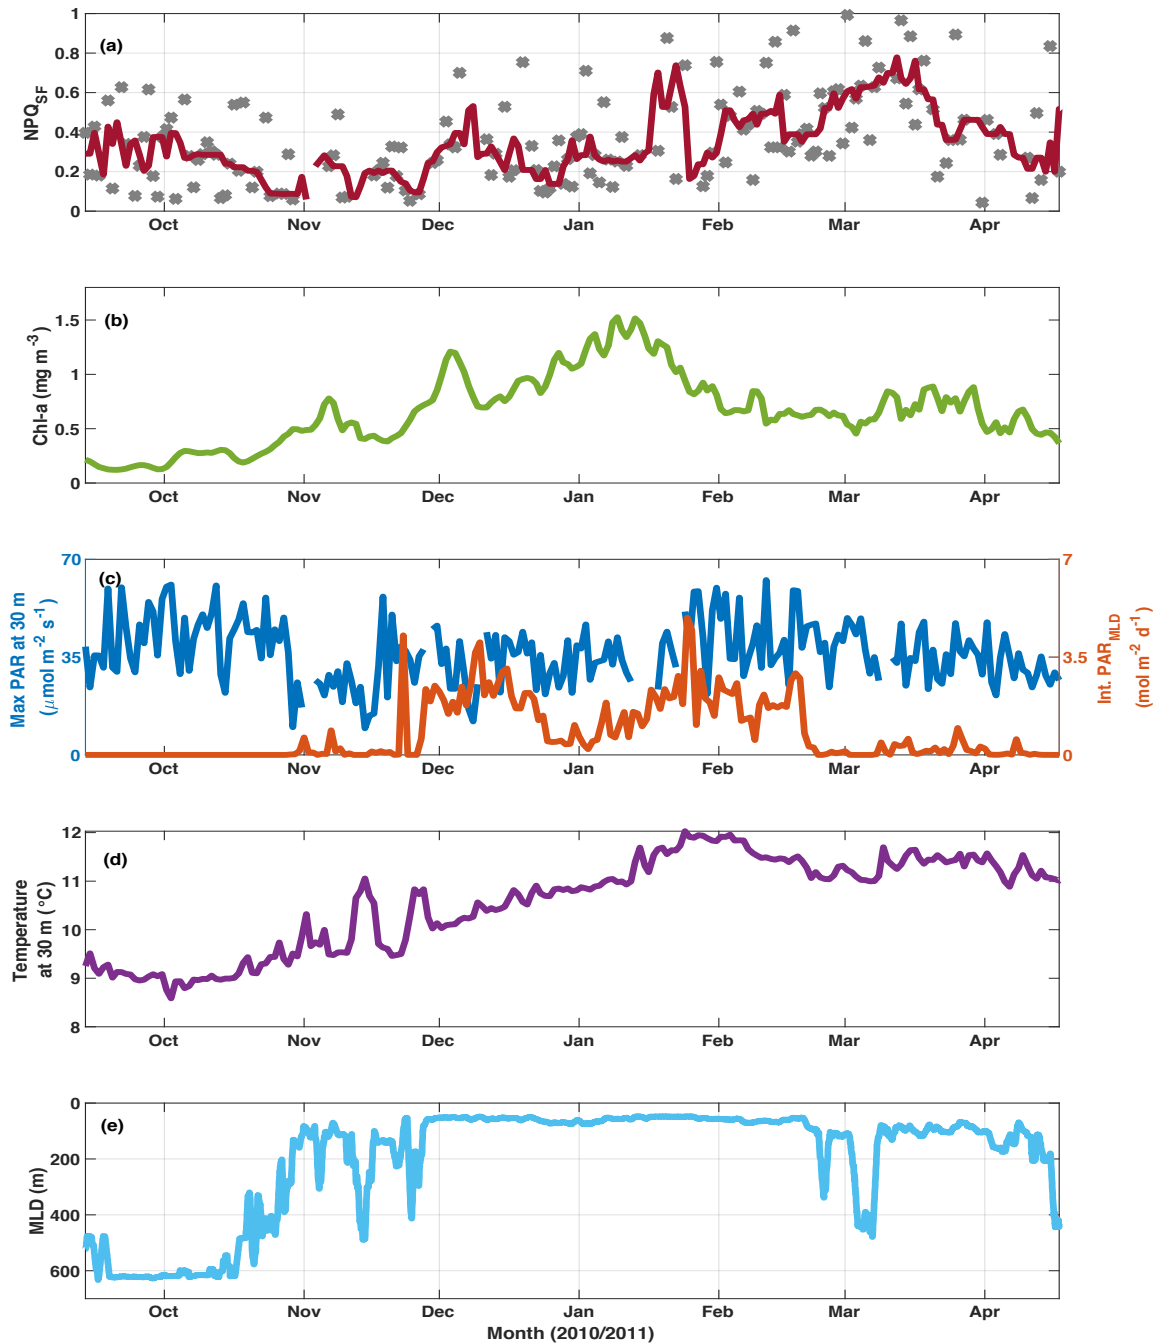 (a)
NPQSF
1
0.8
0.6
0.4
0.2
0
Oct Nov Dec Jan Feb Mar Apr
(b)
Chl-a (mg m-3)
1.5
1
0.5
0
Oct Nov Dec Jan Feb Mar Apr
(c)
Max PAR at 30 m
(μmol m-2 s-1)
70
35
0
7
3.5
0
Int. PARMLD
(mol m-2 d-1)
Oct Nov Dec Jan Feb Mar Apr
(d)
Temperature
at 30 m (°C)
12
11
10
9
8
Oct Nov Dec Jan Feb Mar Apr
(e)
MLD (m)
0
200
400
600
Oct Nov Dec Jan Feb Mar Apr
Month (2010/2011)